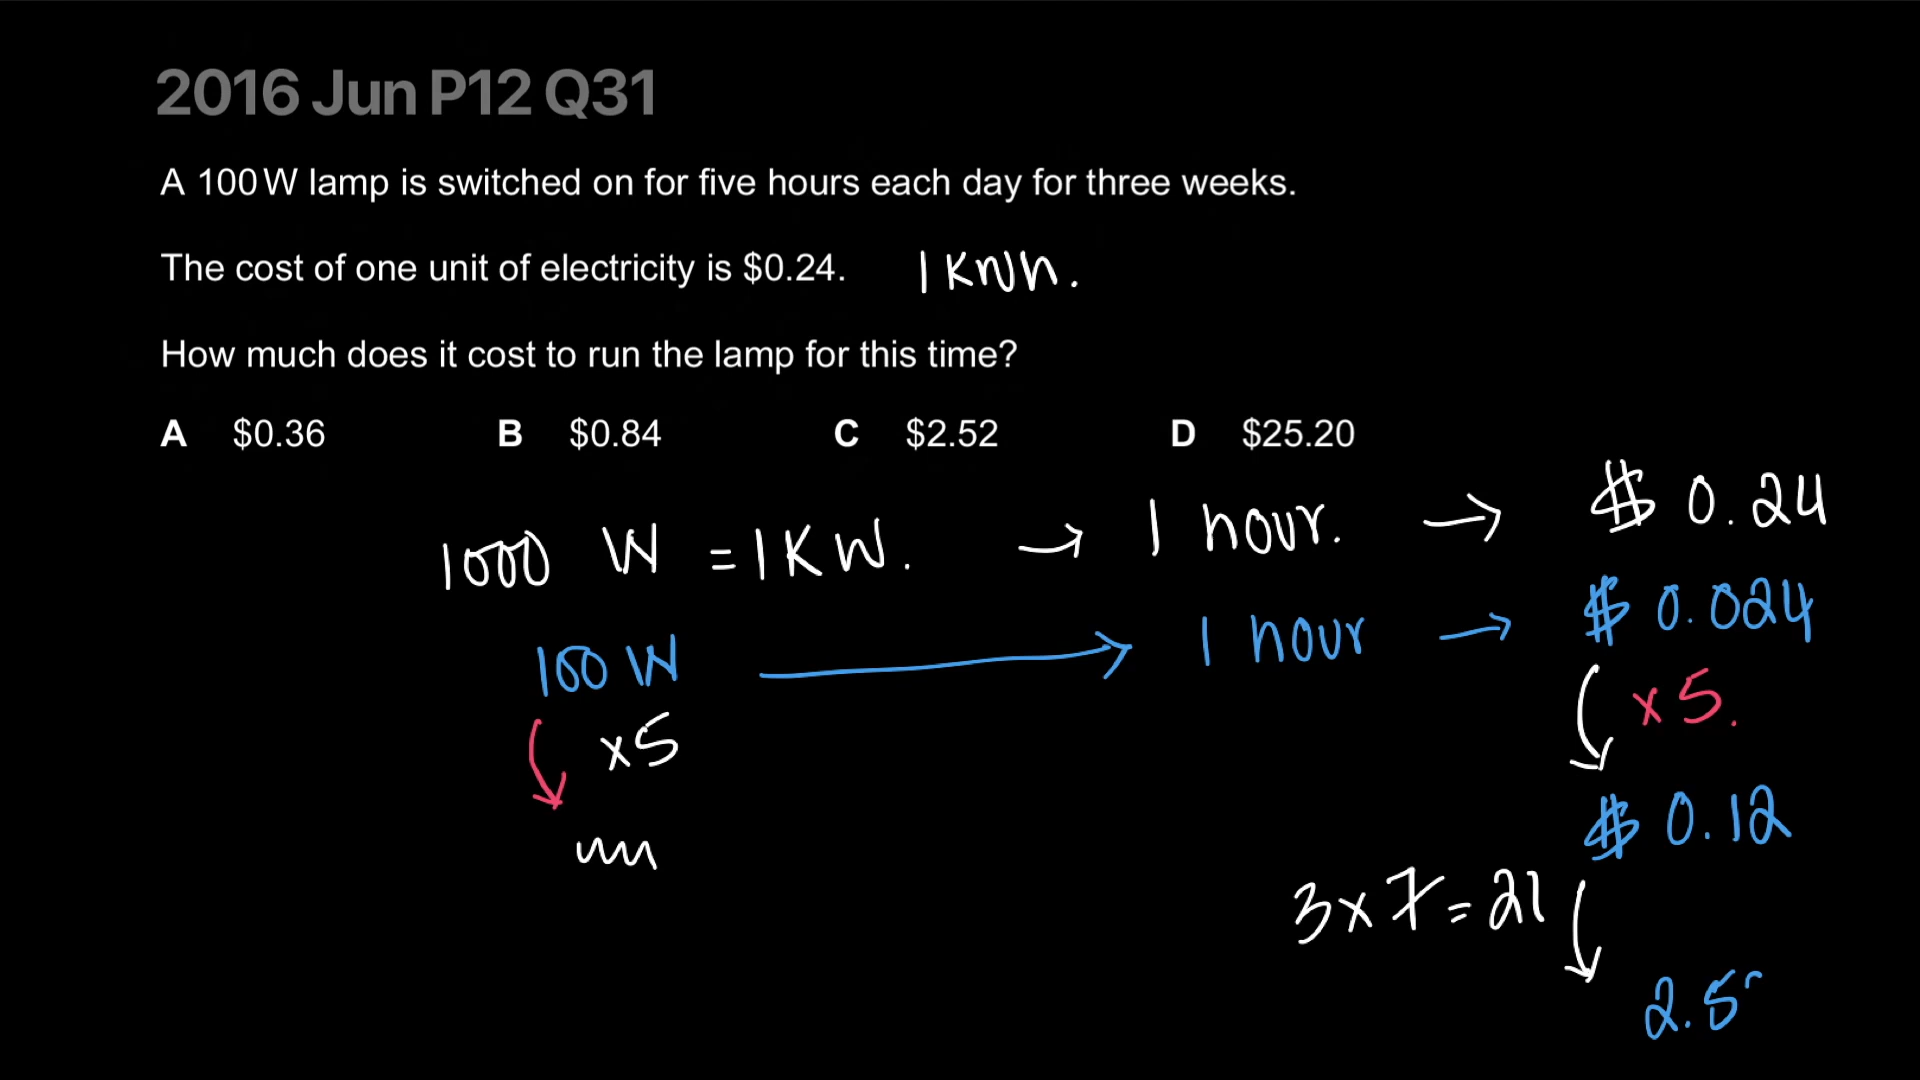 2016 Jun P12 Q31
A 100 W lamp is switched on for five hours each day for three weeks.
The cost of one unit of electricity is $0.24. 1 KWh.
How much does it cost to run the lamp for this time?
A $0.36 B $0.84 C $2.52 D $25.20
1000 W = 1 KW. → 1 hour. → $ 0.24
100 W → 1 hour → $ 0.024
x5 x5.
$ 0.12
3x7=21
2.5